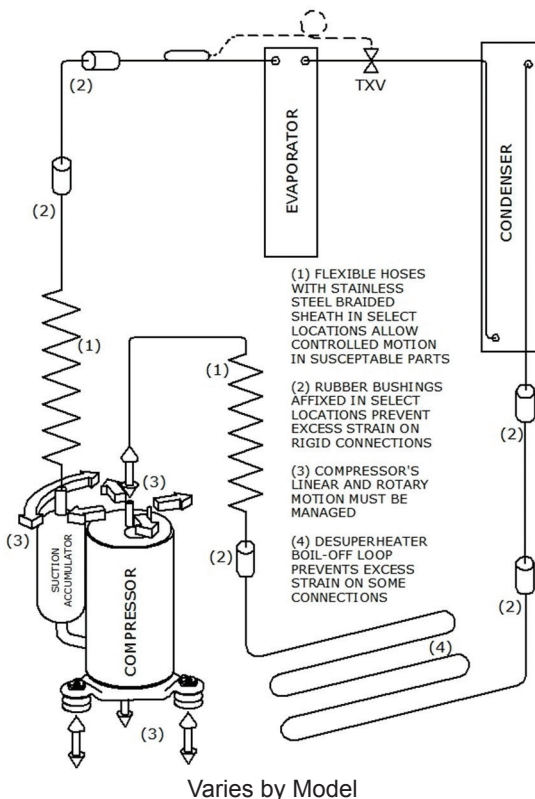 (2)
TXV
(2)
EVAPORATOR
CONDENSER
(1) FLEXIBLE HOSES
WITH STAINLESS
STEEL BRAIDED
SHEATH IN SELECT
LOCATIONS ALLOW
CONTROLLED MOTION
IN SUSCEPTABLE PARTS
(1)
(1)
(2) RUBBER BUSHINGS
AFFIXED IN SELECT
LOCATIONS PREVENT
EXCESS STRAIN ON
RIGID CONNECTIONS
(2)
(3)
(3) COMPRESSOR'S
LINEAR AND ROTARY
MOTION MUST BE
MANAGED
(3)
SUCTION
ACCUMULATOR
COMPRESSOR
(2)
(4) DESUPERHEATER
BOIL-OFF LOOP
PREVENTS EXCESS
STRAIN ON SOME
CONNECTIONS
(2)
(4)
(3)
Varies by Model